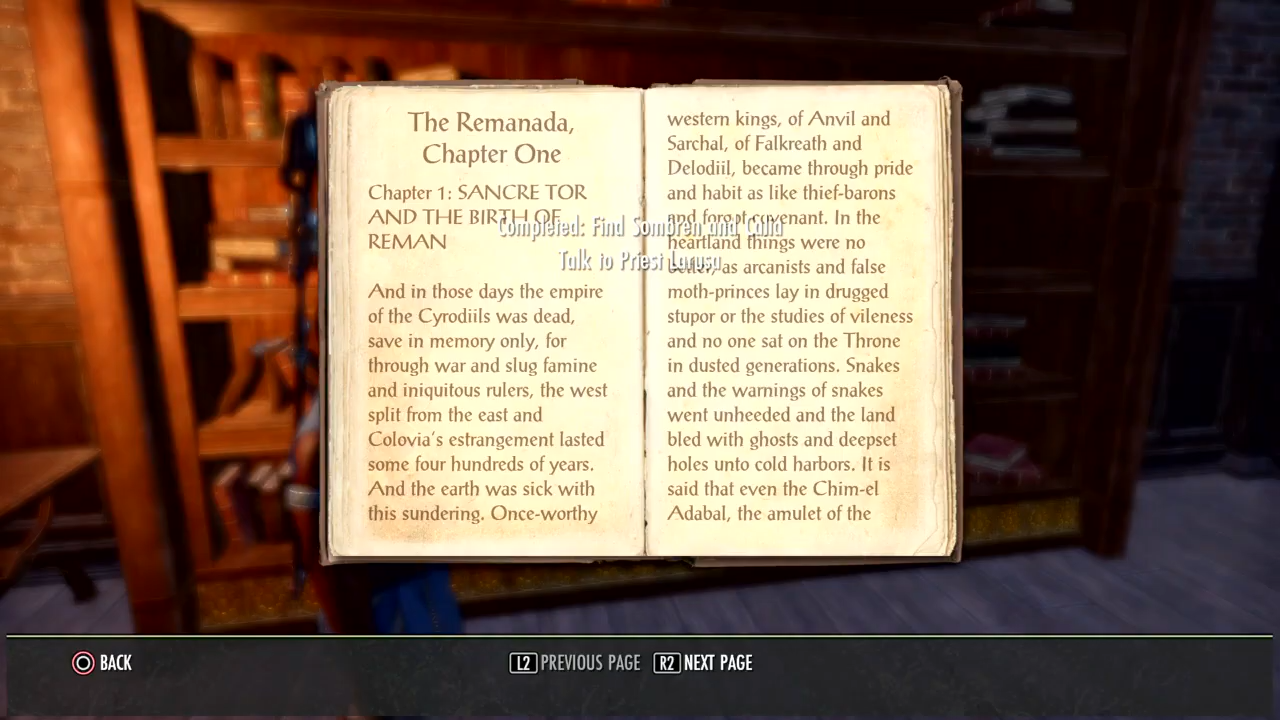 The Remanada,
Chapter One
Chapter 1: SANCRE TOR
AND THE BIRTH OF
REMAN
And in those days the empire
of the Cyrodiils was dead,
save in memory only, for
through war and slug famine
and iniquitous rulers, the west
split from the east and
Colovia's estrangement lasted
some four hundreds of years.
And the earth was sick with
this sundering. Once-worthy
western kings, of Anvil and
Sarchal, of Falkreath and
Delodiil, became through pride
and habit as like thief-barons
and forgot covenant. In the
heartland things were no
better, as arcanists and false
moth-princes lay in drugged
stupor or the studies of vileness
and no one sat on the Throne
in dusted generations. Snakes
and the warnings of snakes
went unheeded and the land
bled with ghosts and deepset
holes unto cold harbors. It is
said that even the Chim-el
Adabal, the amulet of the
Completed: Find Sombren and Calia
Talk to Priest
BACK
L2 PREVIOUS PAGE R2 NEXT PAGE